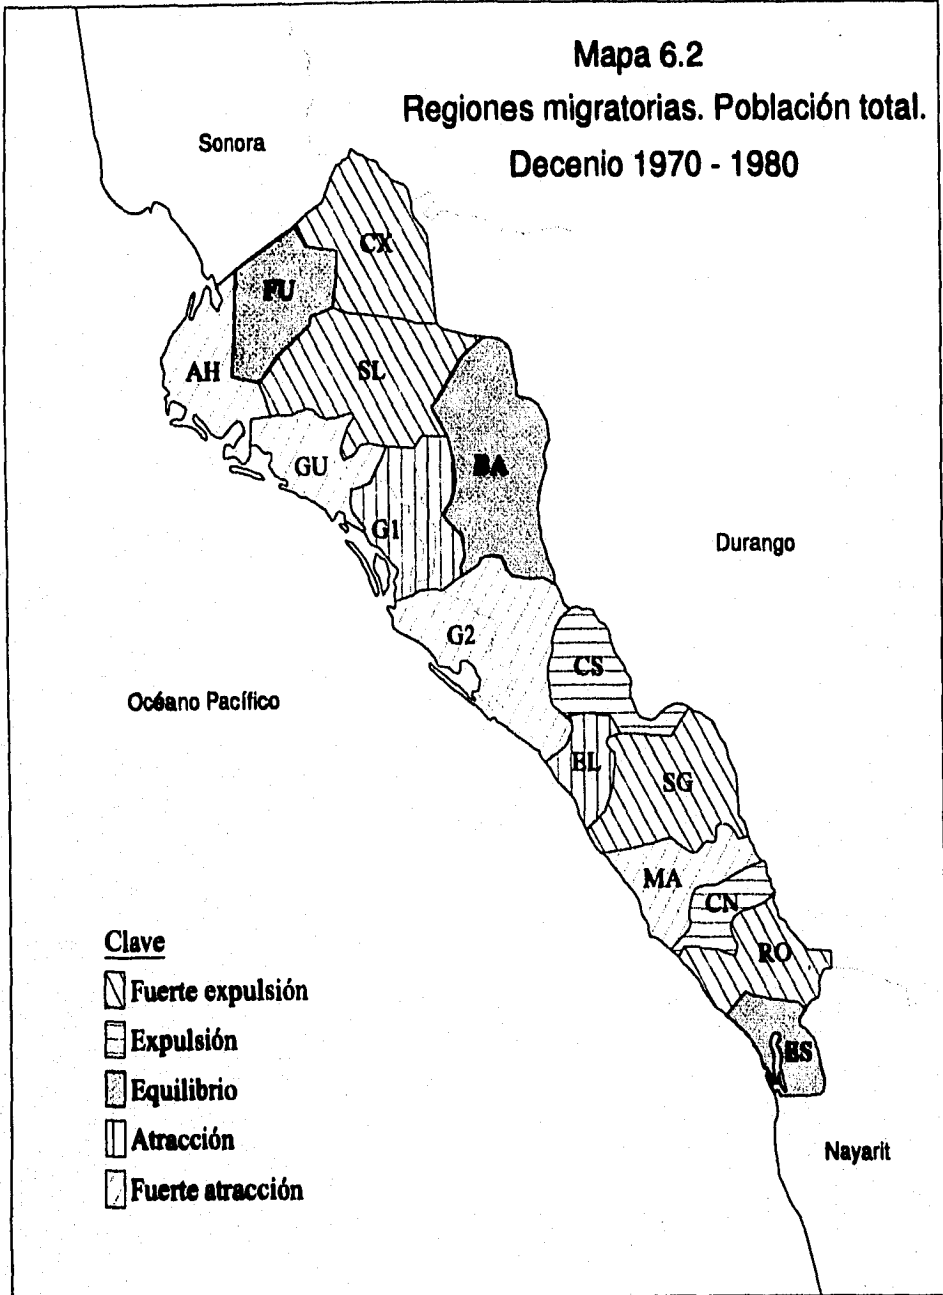 Mapa 6.2
Regiones migratorias. Población total.
Decenio 1970 - 1980
Sonora
CX
FU
AH
SL
GU
BA
G1
Durango
G2
CS
Océano Pacífico
EL
SG
MA
CN
RO
ES
Nayarit
Clave
Fuerte expulsión
Expulsión
Equilibrio
Atracción
Fuerte atracción